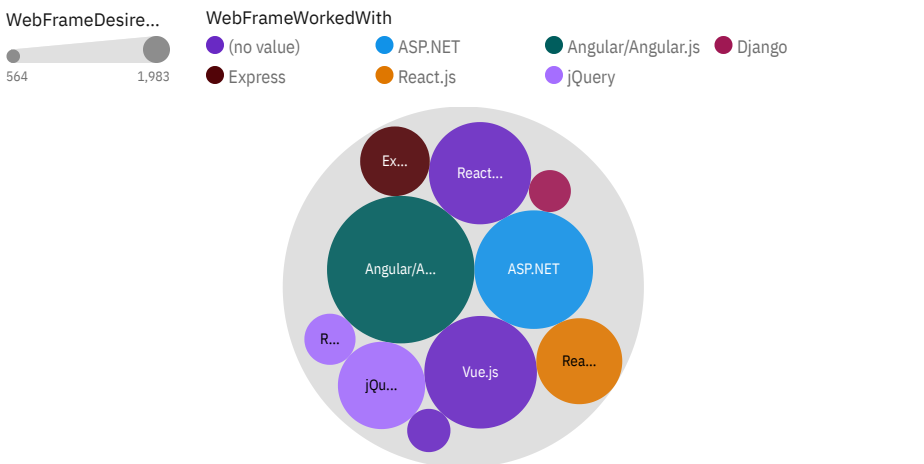 WebFrameDesire...
564 1,983
WebFrameWorkedWith
(no value) ASP.NET Angular/Angular.js Django
Express React.js jQuery
Ex...
React...
Angular/A...
ASP.NET
R...
jQu...
Vue.js
Rea...